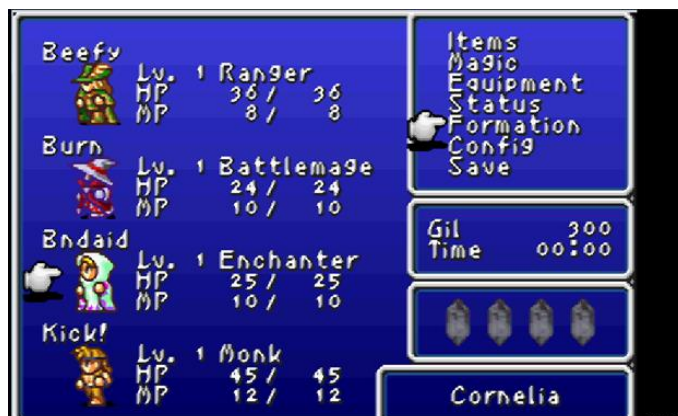 Beefy
Lv. 1 Ranger
HP 36/ 36
MP 8/ 8
Burn
Lv. 1 Battlemage
HP 24/ 24
MP 10/ 10
Bndaid
Lv. 1 Enchanter
HP 25/ 25
MP 10/ 10
Kick!
Lv. 1 Monk
HP 45/ 45
MP 12/ 12
Items
Magic
Equipment
Status
Formation
Config
Save
Gil 300
Time 00:00
Cornelia